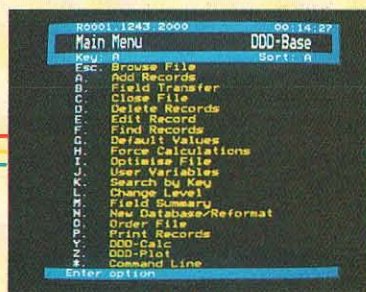 R0001.1243.2000 00:14:27
Main Menu DDD-Base
Key: A Sort: A
Esc. Browse File
A. Add Records
B. Field Transfer
C. Close File
D. Delete Records
E. Edit Record
F. Find Records
G. Default Values
H. Force Calculations
I. Optimise File
J. User Variables
K. Search by Key
L. Change Level
M. Field Summary
N. New Database/Reformat
O. Order File
P. Print Records
Y. DDD-Calc
Z. DDD-Plot
*. Command Line
Enter option